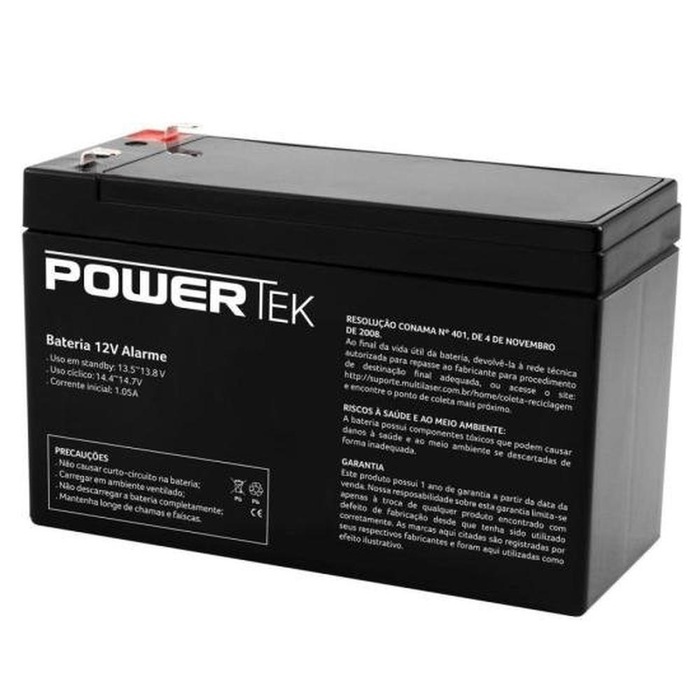 POWERTEK
Bateria 12V Alarme
. Uso em standby: 13.5~13.8 V
. Uso cíclico: 14.4~14.7V
. Corrente inicial: 1.05A
PRECAUÇÕES
. Não causar curto-circuito na bateria;
. Carregar em ambiente ventilado;
. Não descarregar a bateria completamente;
. Mantenha longe de chamas e faíscas.
Pb Pb
CE
RESOLUÇÃO CONAMA Nº 401, DE 4 DE NOVEMBRO
DE 2008.
Ao final da vida útil da bateria, devolvê-la à rede técnica
autorizada para repasse ao fabricante para procedimento
de destinação final adequada, ou acesse o site:
http://suporte.multilaser.com.br/home/coleta-reciclagem
e encontre o ponto de coleta mais próximo.
RISCOS À SAÚDE E AO MEIO AMBIENTE:
A bateria possui componentes tóxicos que podem causar
danos à saúde e ao meio ambiente se descartadas de
forma inadequada.
GARANTIA
Este produto possui 1 ano de garantia a partir da data da
venda. Nossa responsabilidade sobre esta garantia limita-se
apenas à troca de qualquer produto encontrado com
defeito de fabricação desde que tenha sido utilizado
corretamente. As marcas aqui citadas são registradas por
seus respectivos fabricantes e foram aqui utilizadas como
efeito ilustrativo.